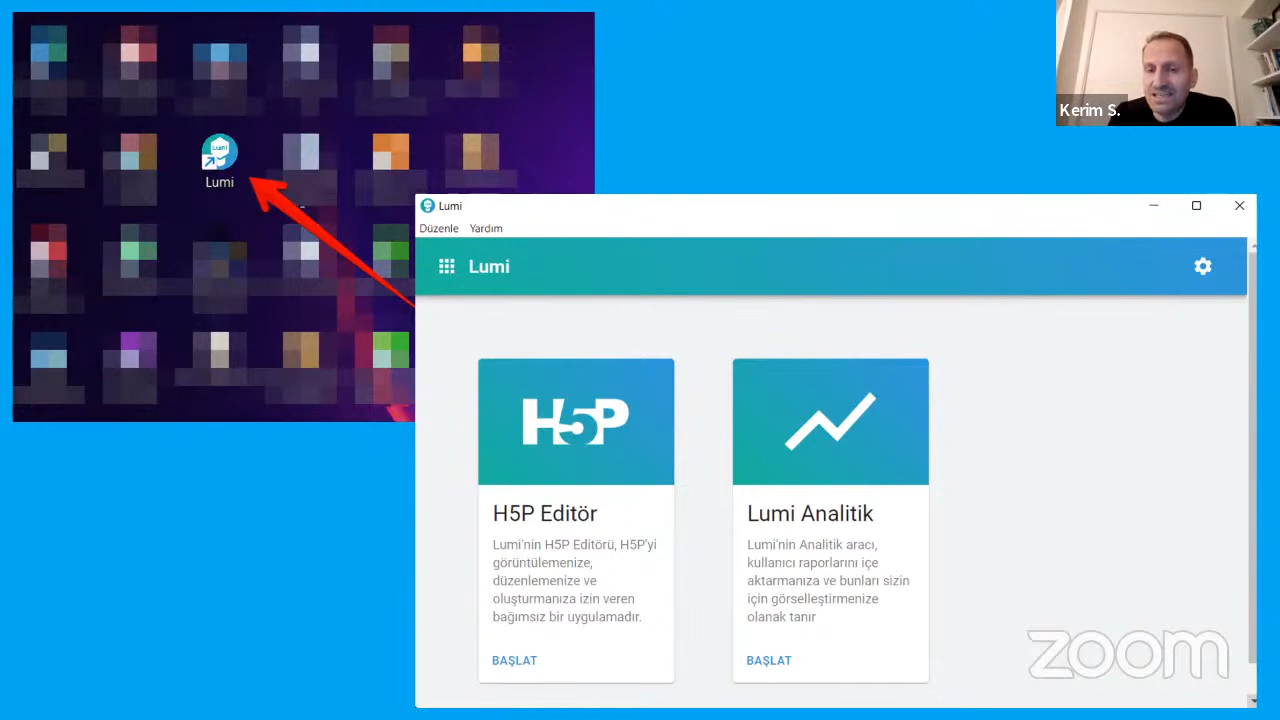 Kerim S.
Lumi
Lumi
Lumi
Düzenle Yardım
Lumi
H5P
H5P Editör
Lumi'nin H5P Editörü, H5P'yi
görüntülemenize,
düzenlemenize ve
oluşturmanıza izin veren
bağımsız bir uygulamadır.
BAŞLAT
Lumi Analitik
Lumi'nin Analitik aracı,
kullanıcı raporlarını içe
aktarmanıza ve bunları sizin
için görselleştirmenize
olanak tanır
BAŞLAT
zoom